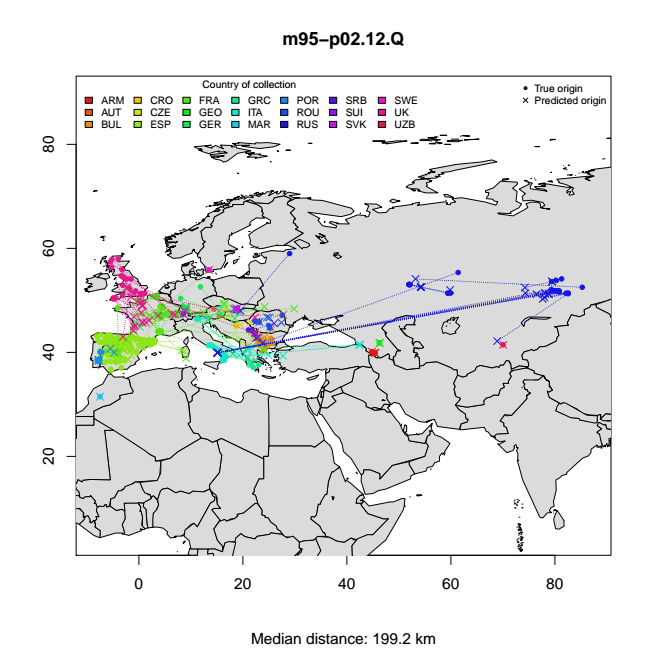 m95−p02.12.Q
Country of collection
ARM CRO FRA GRC POR SRB SWE
AUT CZE GEO ITA ROU SUI UK
BUL ESP GER MAR RUS SVK UZB
True origin
Predicted origin
80
60
40
20
0 20 40 60 80
Median distance: 199.2 km